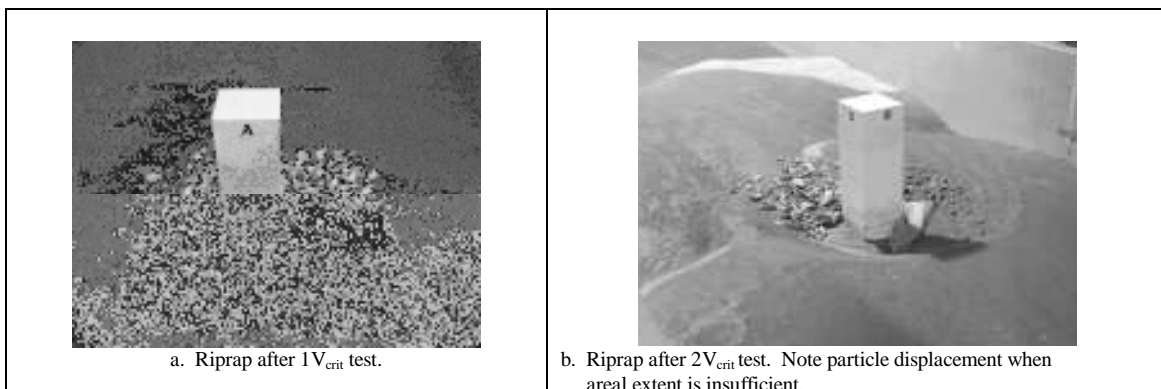 A
a. Riprap after 1Vcrit test.
b. Riprap after 2Vcrit test. Note particle displacement when
areal extent is insufficient